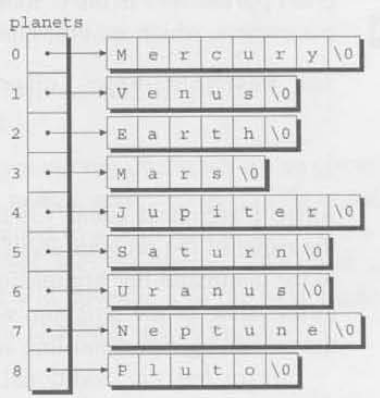 planets
0 M e r c u r y \0
1 V e n u s \0
2 E a r t h \0
3 M a r s \0
4 J u p i t e r \0
5 S a t u r n \0
6 U r a n u s \0
7 N e p t u n e \0
8 P l u t o \0